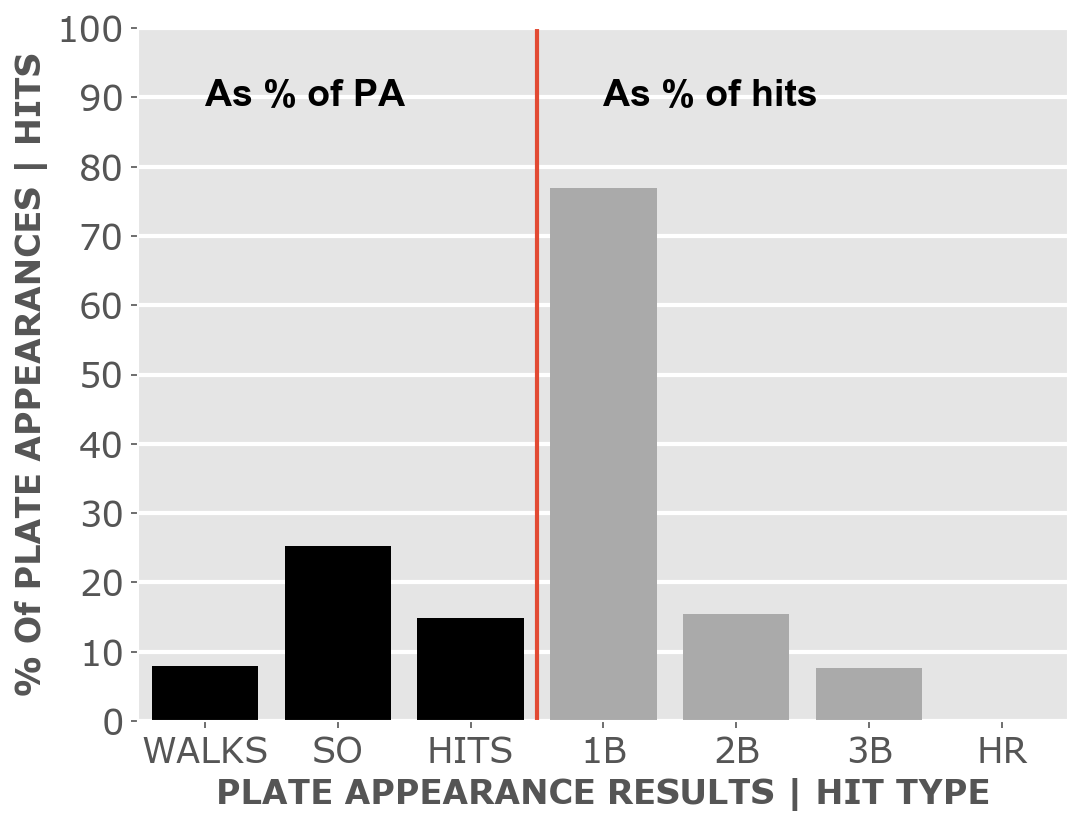 % Of PLATE APPEARANCES | HITS
100
90
80
70
60
50
40
30
20
10
0
As % of PA
As % of hits
WALKS SO HITS 1B 2B 3B HR
PLATE APPEARANCE RESULTS | HIT TYPE